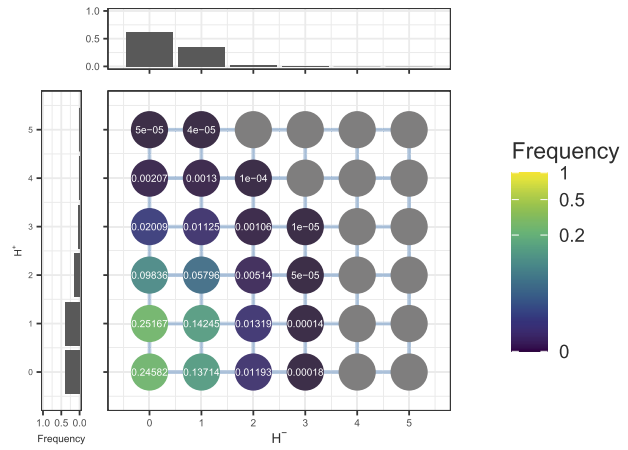 1.0
0.5
0.0
5 5e−05 4e−05
4 0.00207 0.0013 1e−04
3 0.02009 0.01125 0.00106 1e−05
2 0.09836 0.05796 0.00514 5e−05
1 0.25167 0.14245 0.01319 0.00014
0 0.24582 0.13714 0.01193 0.00018
H⁺
1.0 0.5 0.0
Frequency
0 1 2 3 4 5
H⁻
Frequency
1
0.5
0.2
0